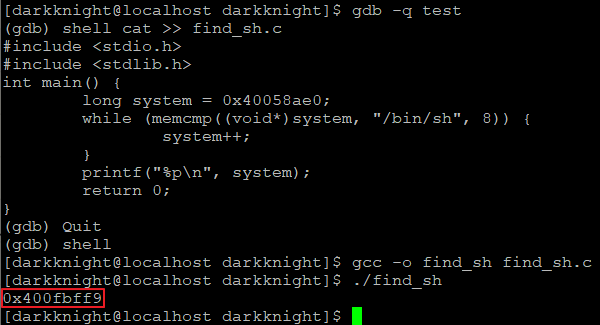 [darkknight@localhost darkknight]$ gdb -q test
(gdb) shell cat >> find_sh.c
#include <stdio.h>
#include <stdlib.h>
int main() {
        long system = 0x40058ae0;
        while (memcmp((void*)system, "/bin/sh", 8)) {
                system++;
        }
        printf("%p\n", system);
        return 0;
}
(gdb) Quit
(gdb) shell
[darkknight@localhost darkknight]$ gcc -o find_sh find_sh.c
[darkknight@localhost darkknight]$ ./find_sh
0x400fbff9
[darkknight@localhost darkknight]$